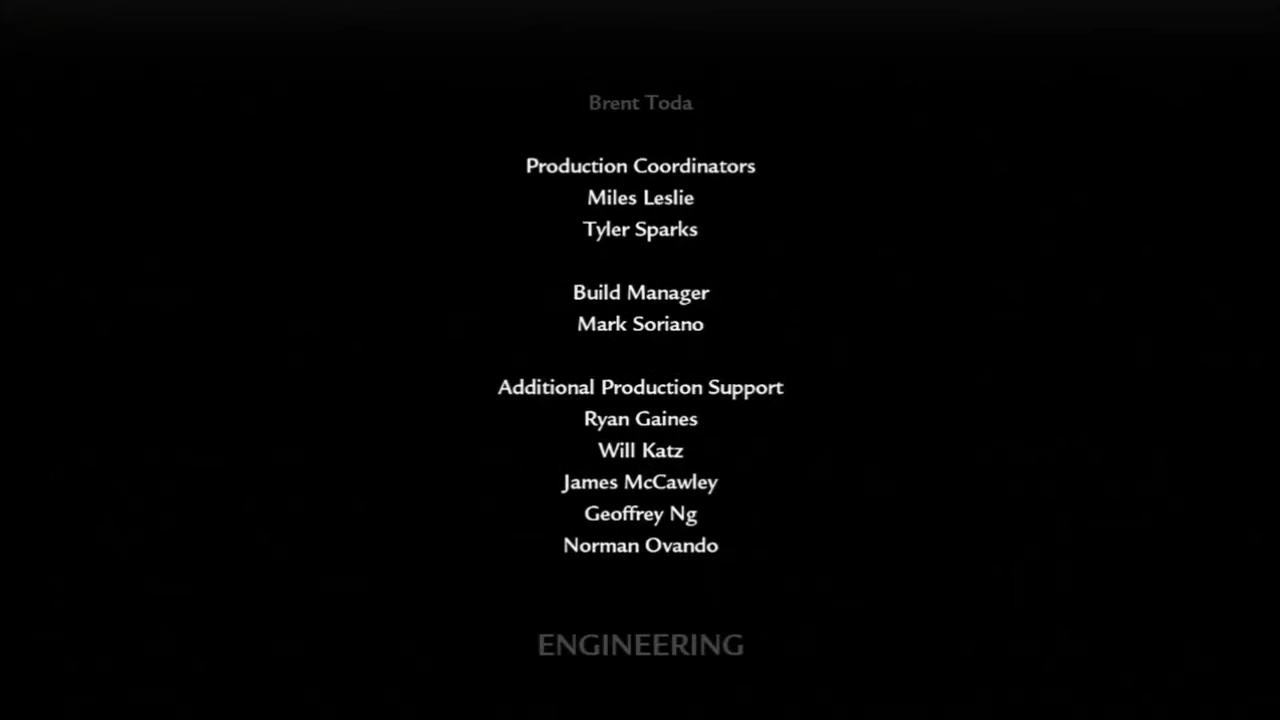 Brent Toda
Production Coordinators
Miles Leslie
Tyler Sparks
Build Manager
Mark Soriano
Additional Production Support
Ryan Gaines
Will Katz
James McCawley
Geoffrey Ng
Norman Ovando
ENGINEERING